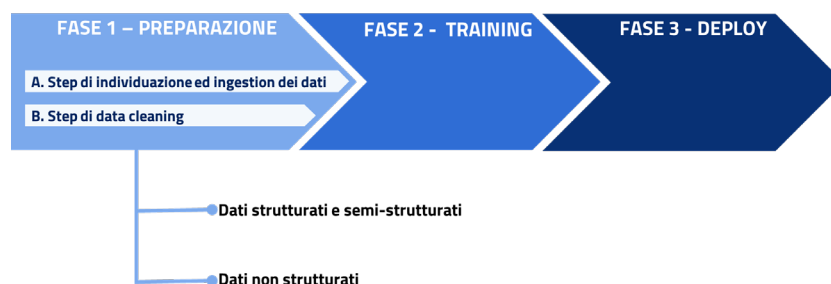 FASE 1 – PREPARAZIONE
FASE 2 - TRAINING
FASE 3 - DEPLOY
A. Step di individuazione ed ingestion dei dati
B. Step di data cleaning
Dati strutturati e semi-strutturati
Dati non strutturati